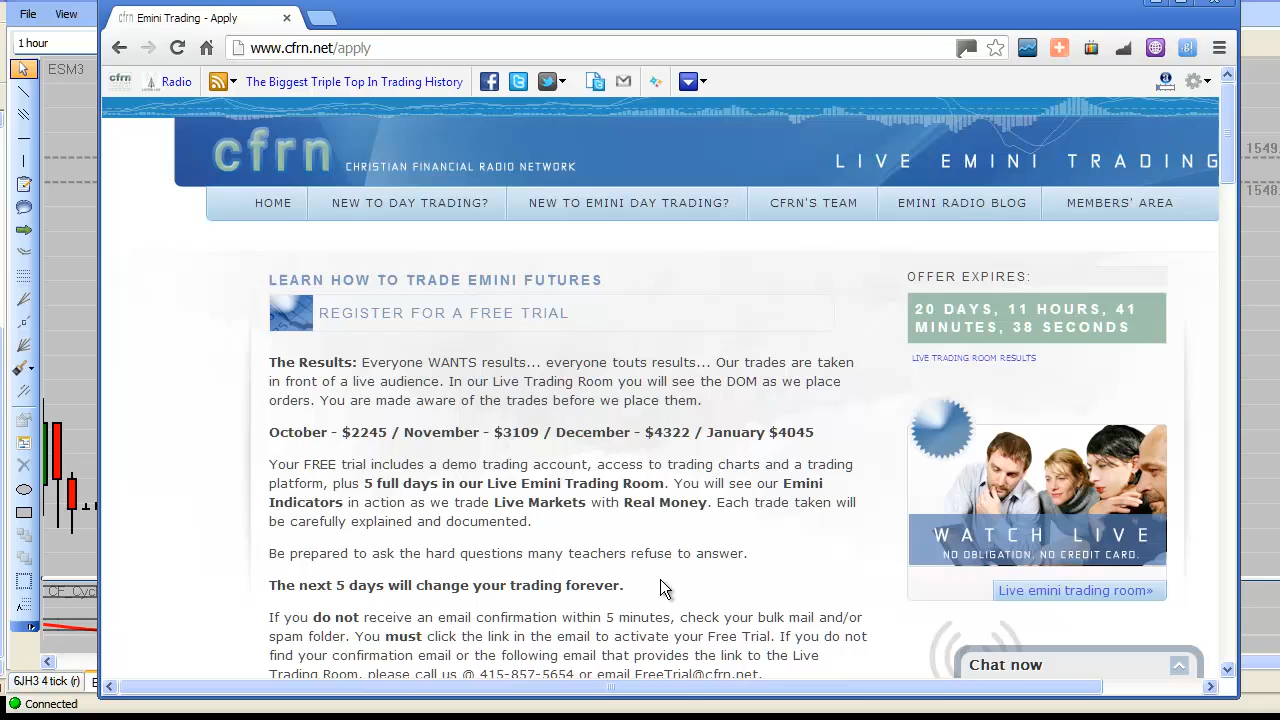 File View
1 hour
ESM3
cfrn Emini Trading - Apply
www.cfrn.net/apply
cfrn Radio
The Biggest Triple Top In Trading History
cfrn CHRISTIAN FINANCIAL RADIO NETWORK
LIVE EMINI TRADING
HOME NEW TO DAY TRADING? NEW TO EMINI DAY TRADING? CFRN'S TEAM EMINI RADIO BLOG MEMBERS' AREA
1549.
1548.
LEARN HOW TO TRADE EMINI FUTURES
REGISTER FOR A FREE TRIAL
The Results: Everyone WANTS results... everyone touts results... Our trades are taken
in front of a live audience. In our Live Trading Room you will see the DOM as we place
orders. You are made aware of the trades before we place them.
October - $2245 / November - $3109 / December - $4322 / January $4045
Your FREE trial includes a demo trading account, access to trading charts and a trading
platform, plus 5 full days in our Live Emini Trading Room. You will see our Emini
Indicators in action as we trade Live Markets with Real Money. Each trade taken will
be carefully explained and documented.
Be prepared to ask the hard questions many teachers refuse to answer.
The next 5 days will change your trading forever.
If you do not receive an email confirmation within 5 minutes, check your bulk mail and/or
spam folder. You must click the link in the email to activate your Free Trial. If you do not
find your confirmation email or the following email that provides the link to the Live
Trading Room, please call us @ 415-857-5654 or email FreeTrial@cfrn.net.
OFFER EXPIRES:
20 DAYS, 11 HOURS, 41
MINUTES, 38 SECONDS
LIVE TRADING ROOM RESULTS
WATCH LIVE
NO OBLIGATION, NO CREDIT CARD.
Live emini trading room»
Chat now
CF_Cyc
6JH3 4 tick (r)
Connected